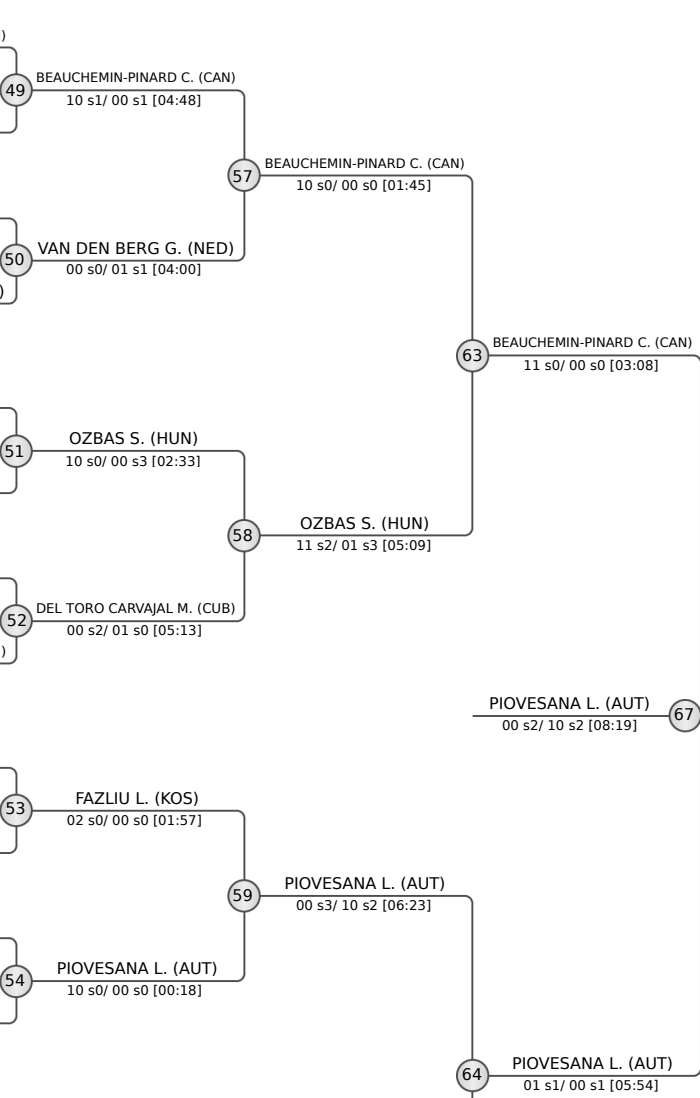 )
49
BEAUCHEMIN-PINARD C. (CAN)
10 s1/ 00 s1 [04:48]
57
BEAUCHEMIN-PINARD C. (CAN)
10 s0/ 00 s0 [01:45]
50
VAN DEN BERG G. (NED)
00 s0/ 01 s1 [04:00]
)
63
BEAUCHEMIN-PINARD C. (CAN)
11 s0/ 00 s0 [03:08]
51
OZBAS S. (HUN)
10 s0/ 00 s3 [02:33]
58
OZBAS S. (HUN)
11 s2/ 01 s3 [05:09]
52
DEL TORO CARVAJAL M. (CUB)
00 s2/ 01 s0 [05:13]
)
PIOVESANA L. (AUT)
00 s2/ 10 s2 [08:19]
67
53
FAZLIU L. (KOS)
02 s0/ 00 s0 [01:57]
59
PIOVESANA L. (AUT)
00 s3/ 10 s2 [06:23]
54
PIOVESANA L. (AUT)
10 s0/ 00 s0 [00:18]
64
PIOVESANA L. (AUT)
01 s1/ 00 s1 [05:54]